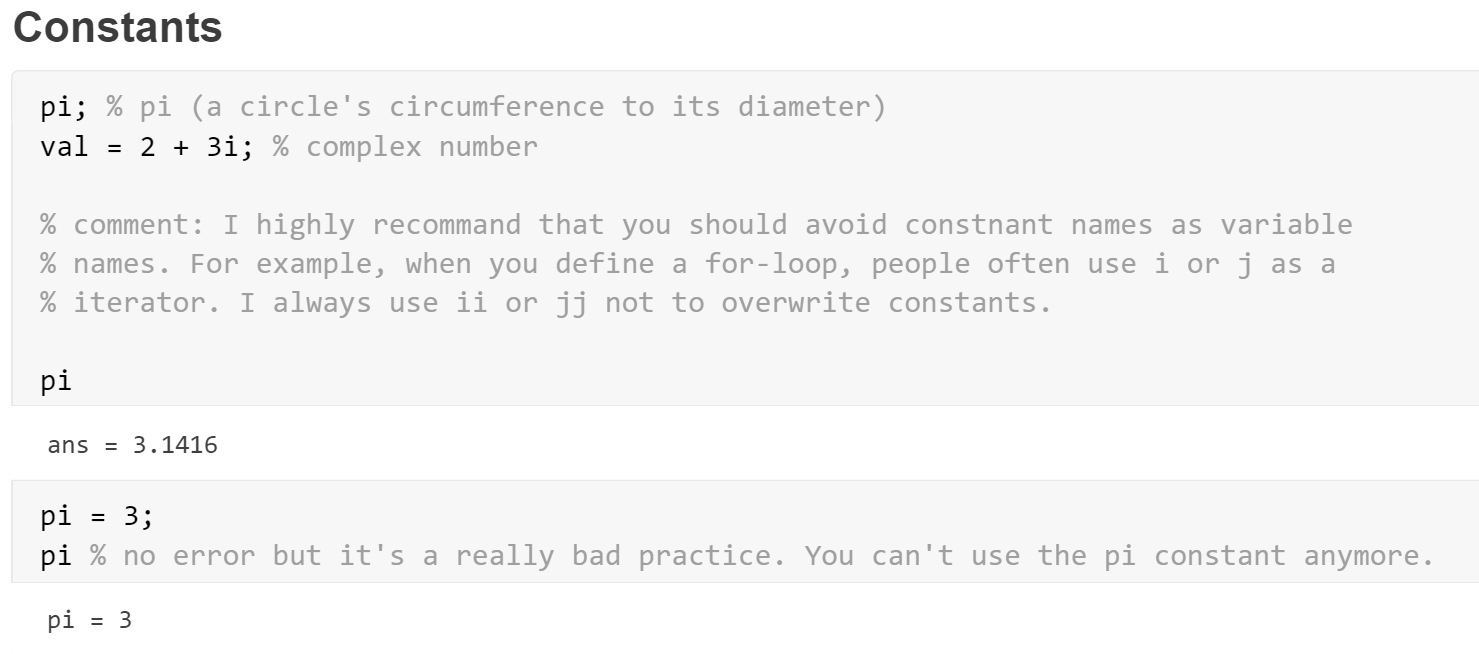 Constants
pi; % pi (a circle's circumference to its diameter)
val = 2 + 3i; % complex number
% comment: I highly recommand that you should avoid constnant names as variable
% names. For example, when you define a for-loop, people often use i or j as a
% iterator. I always use ii or jj not to overwrite constants.
pi
ans = 3.1416
pi = 3;
pi % no error but it's a really bad practice. You can't use the pi constant anymore.
pi = 3